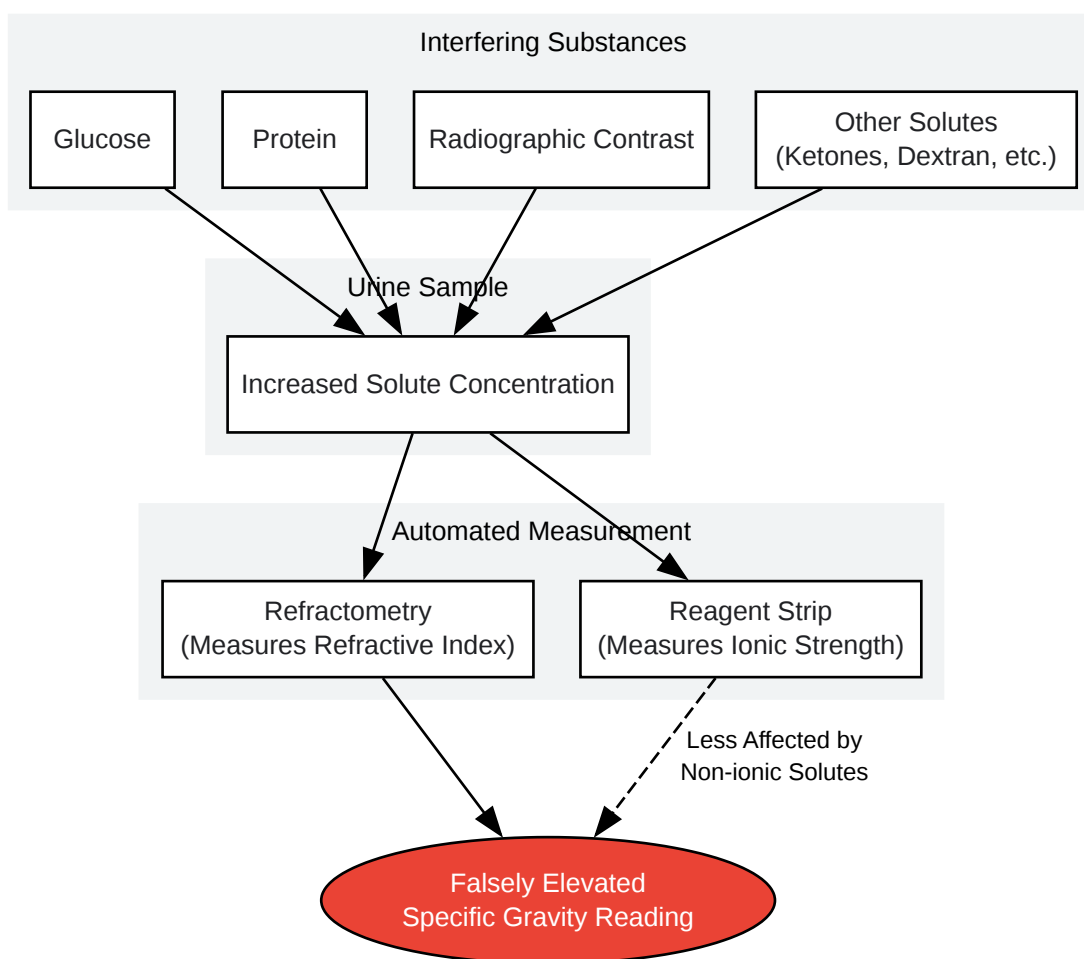 Interfering Substances
Glucose
Protein
Radiographic Contrast
Other Solutes
(Ketones, Dextran, etc.)
Urine Sample
Increased Solute Concentration
Automated Measurement
Refractometry
(Measures Refractive Index)
Reagent Strip
(Measures Ionic Strength)
Less Affected by
Non-ionic Solutes
Falsely Elevated
Specific Gravity Reading